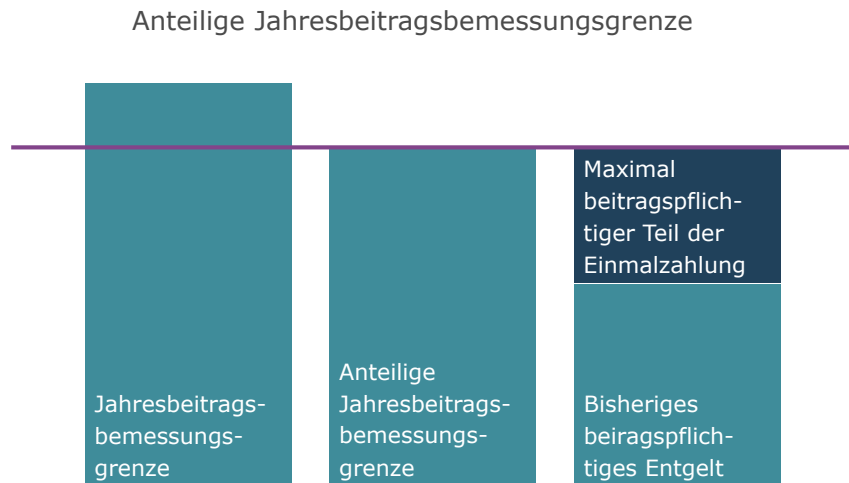 Anteilige Jahresbeitragsbemessungsgrenze
Jahresbeitrags-
bemessungs-
grenze
Anteilige
Jahresbeitrags-
bemessungs-
grenze
Maximal
beitragspflich-
tiger Teil der
Einmalzahlung
Bisheriges
beiragspflich-
tiges Entgelt